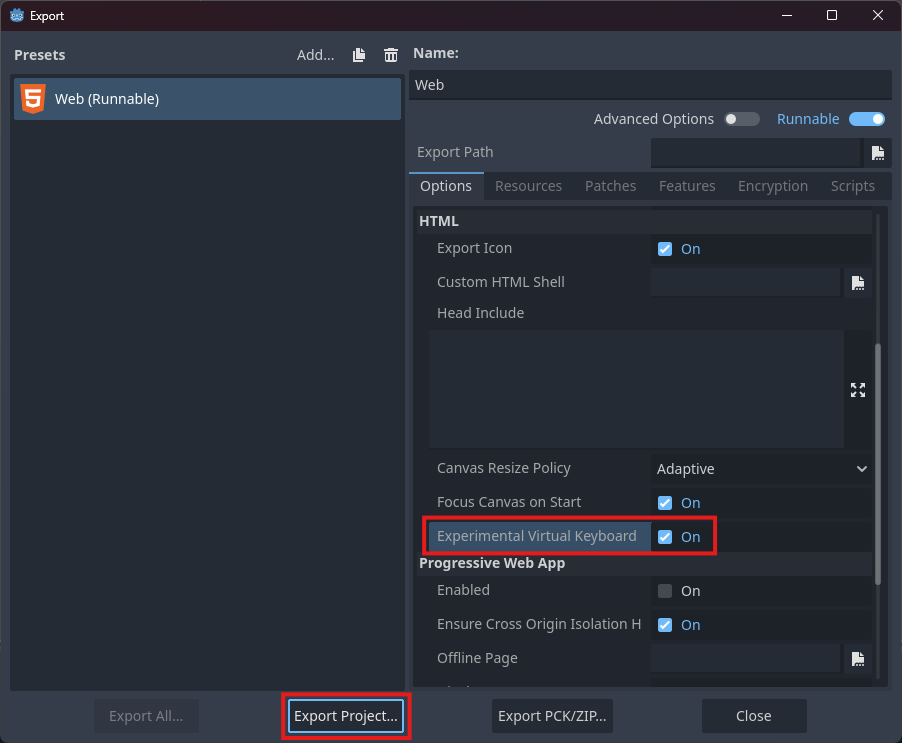 Export
Presets
Add...
Name:
Web (Runnable)
Web
Advanced Options
Runnable
Export Path
Options
Resources
Patches
Features
Encryption
Scripts
HTML
Export Icon
On
Custom HTML Shell
Head Include
Canvas Resize Policy
Adaptive
Focus Canvas on Start
On
Experimental Virtual Keyboard
On
Progressive Web App
Enabled
On
Ensure Cross Origin Isolation H
On
Offline Page
Export All...
Export Project...
Export PCK/ZIP...
Close